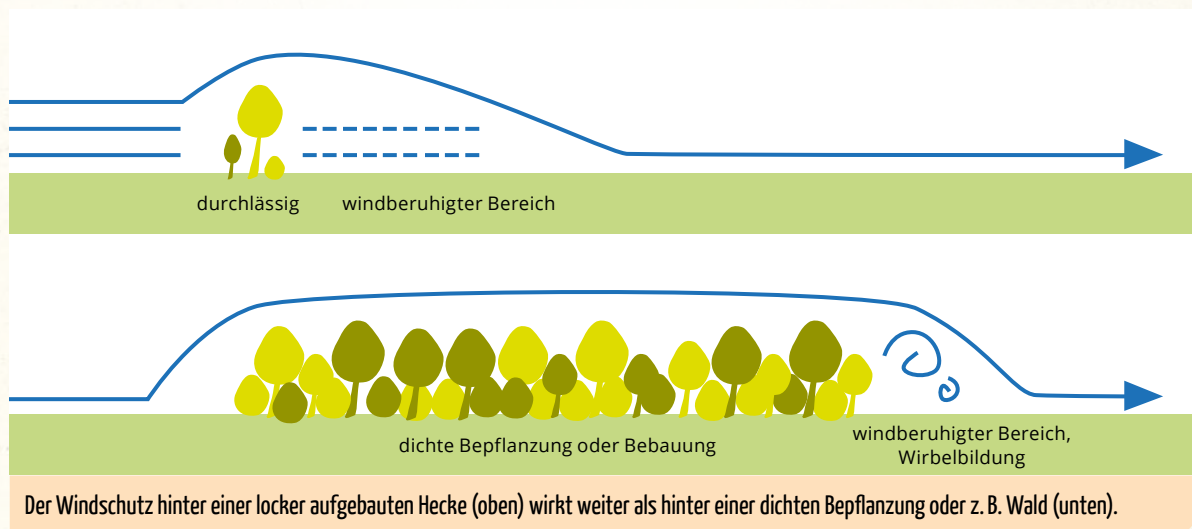 durchlässig
windberuhigter Bereich
dichte Bepflanzung oder Bebauung
windberuhigter Bereich,
Wirbelbildung
Der Windschutz hinter einer locker aufgebauten Hecke (oben) wirkt weiter als hinter einer dichten Bepflanzung oder z. B. Wald (unten).